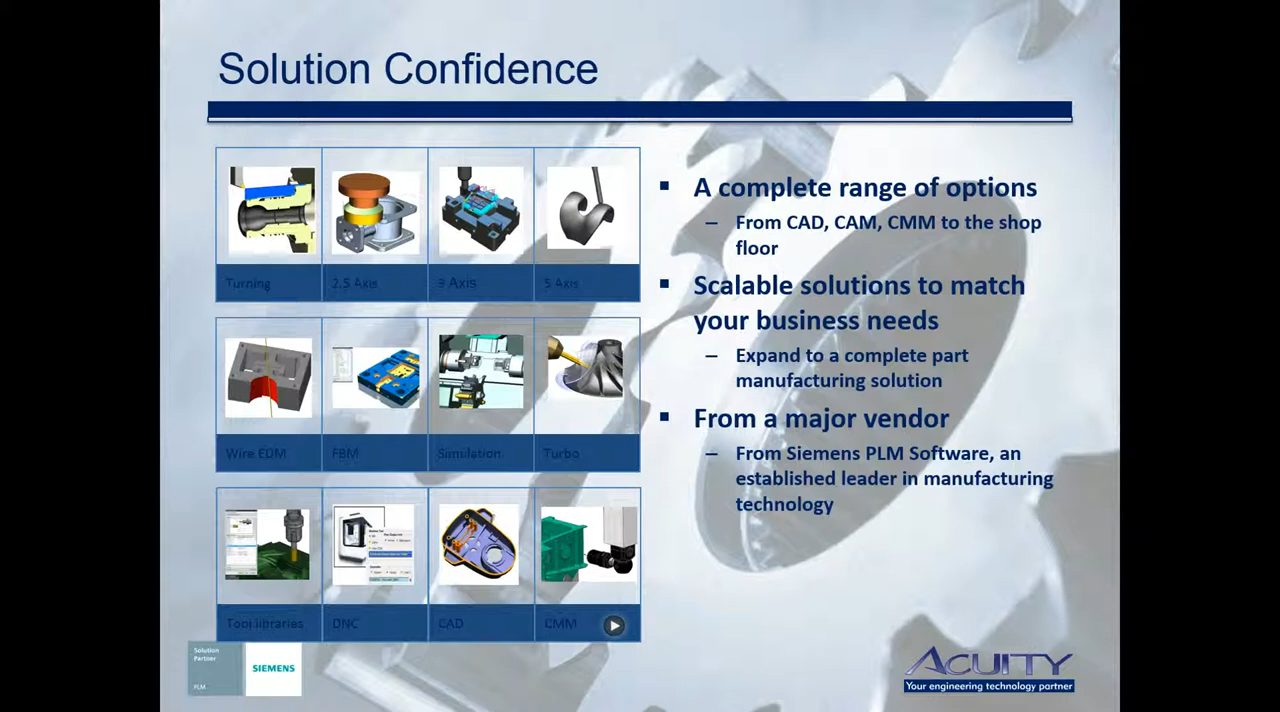 Solution Confidence
Turning
2.5 Axis
3 Axis
5 Axis
Wire EDM
FBM
Simulation
Turbo
Tool libraries
DNC
CAD
CMM
A complete range of options
– From CAD, CAM, CMM to the shop
floor
Scalable solutions to match
your business needs
– Expand to a complete part
manufacturing solution
From a major vendor
– From Siemens PLM Software, an
established leader in manufacturing
technology
Solution
Partner
PLM
SIEMENS
ACUITY
Your engineering technology partner